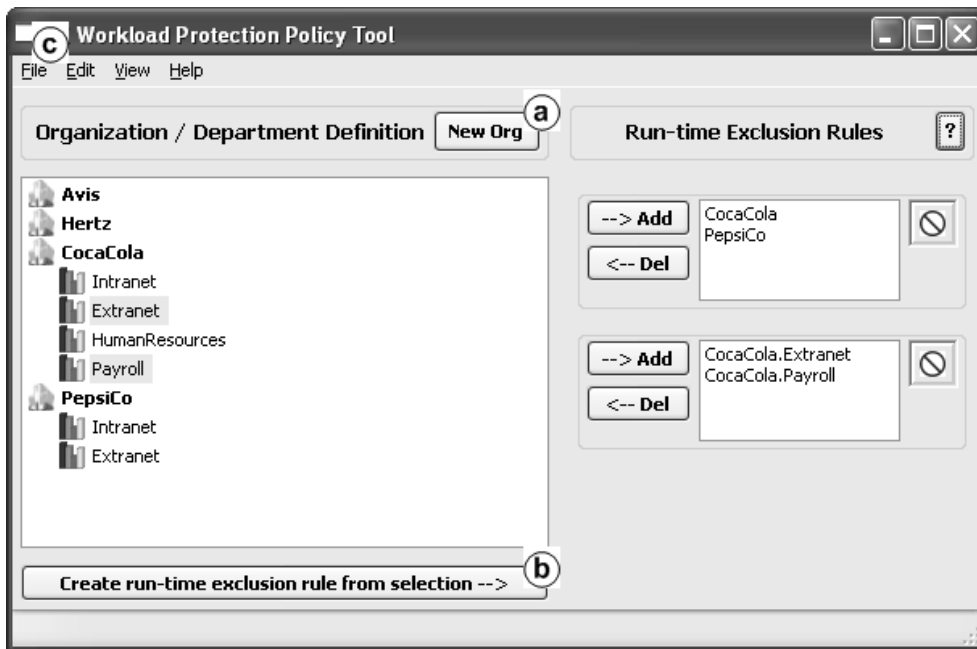 c Workload Protection Policy Tool
File Edit View Help
Organization / Department Definition New Org a
Run-time Exclusion Rules ?
Avis
Hertz
CocaCola
Intranet
Extranet
HumanResources
Payroll
PepsiCo
Intranet
Extranet
Create run-time exclusion rule from selection --> b
--> Add
<-- Del
CocaCola
PepsiCo
--> Add
<-- Del
CocaCola.Extranet
CocaCola.Payroll